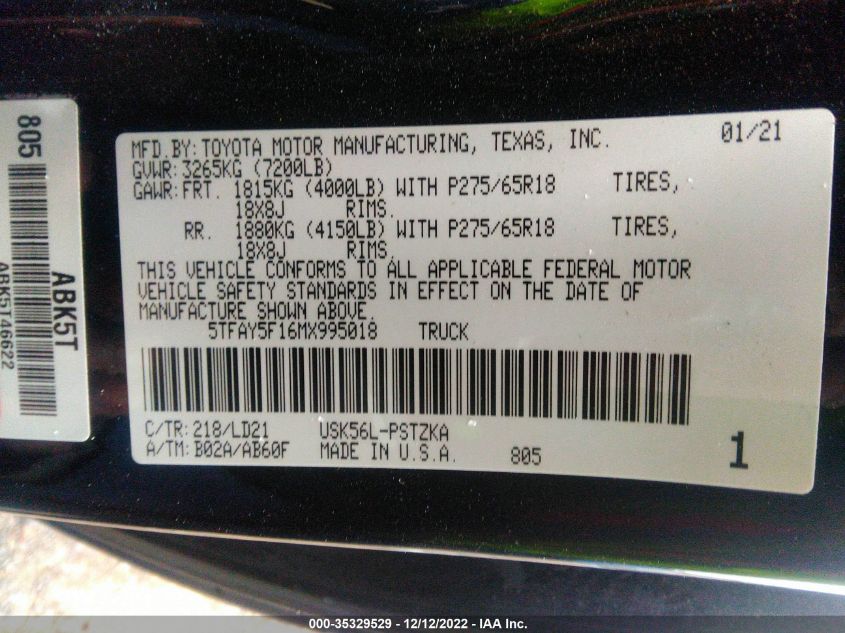 805
ABK5T
ABK5T46622
MFD.BY: TOYOTA MOTOR MANUFACTURING, TEXAS, INC. 01/21
GVWR: 3265KG (7200LB)
GAWR: FRT. 1815KG (4000LB) WITH P275/65R18 TIRES,
18X8J RIMS.
RR. 1880KG (4150LB) WITH P275/65R18 TIRES,
18X8J RIMS.
THIS VEHICLE CONFORMS TO ALL APPLICABLE FEDERAL MOTOR
VEHICLE SAFETY STANDARDS IN EFFECT ON THE DATE OF
MANUFACTURE SHOWN ABOVE.
5TFAY5F16MX995018 TRUCK
C/TR: 218/LD21 USK56L-PSTZKA
A/TM: B02A/AB60F MADE IN U.S.A. 805 1
000-35329529 - 12/12/2022 - IAA Inc.